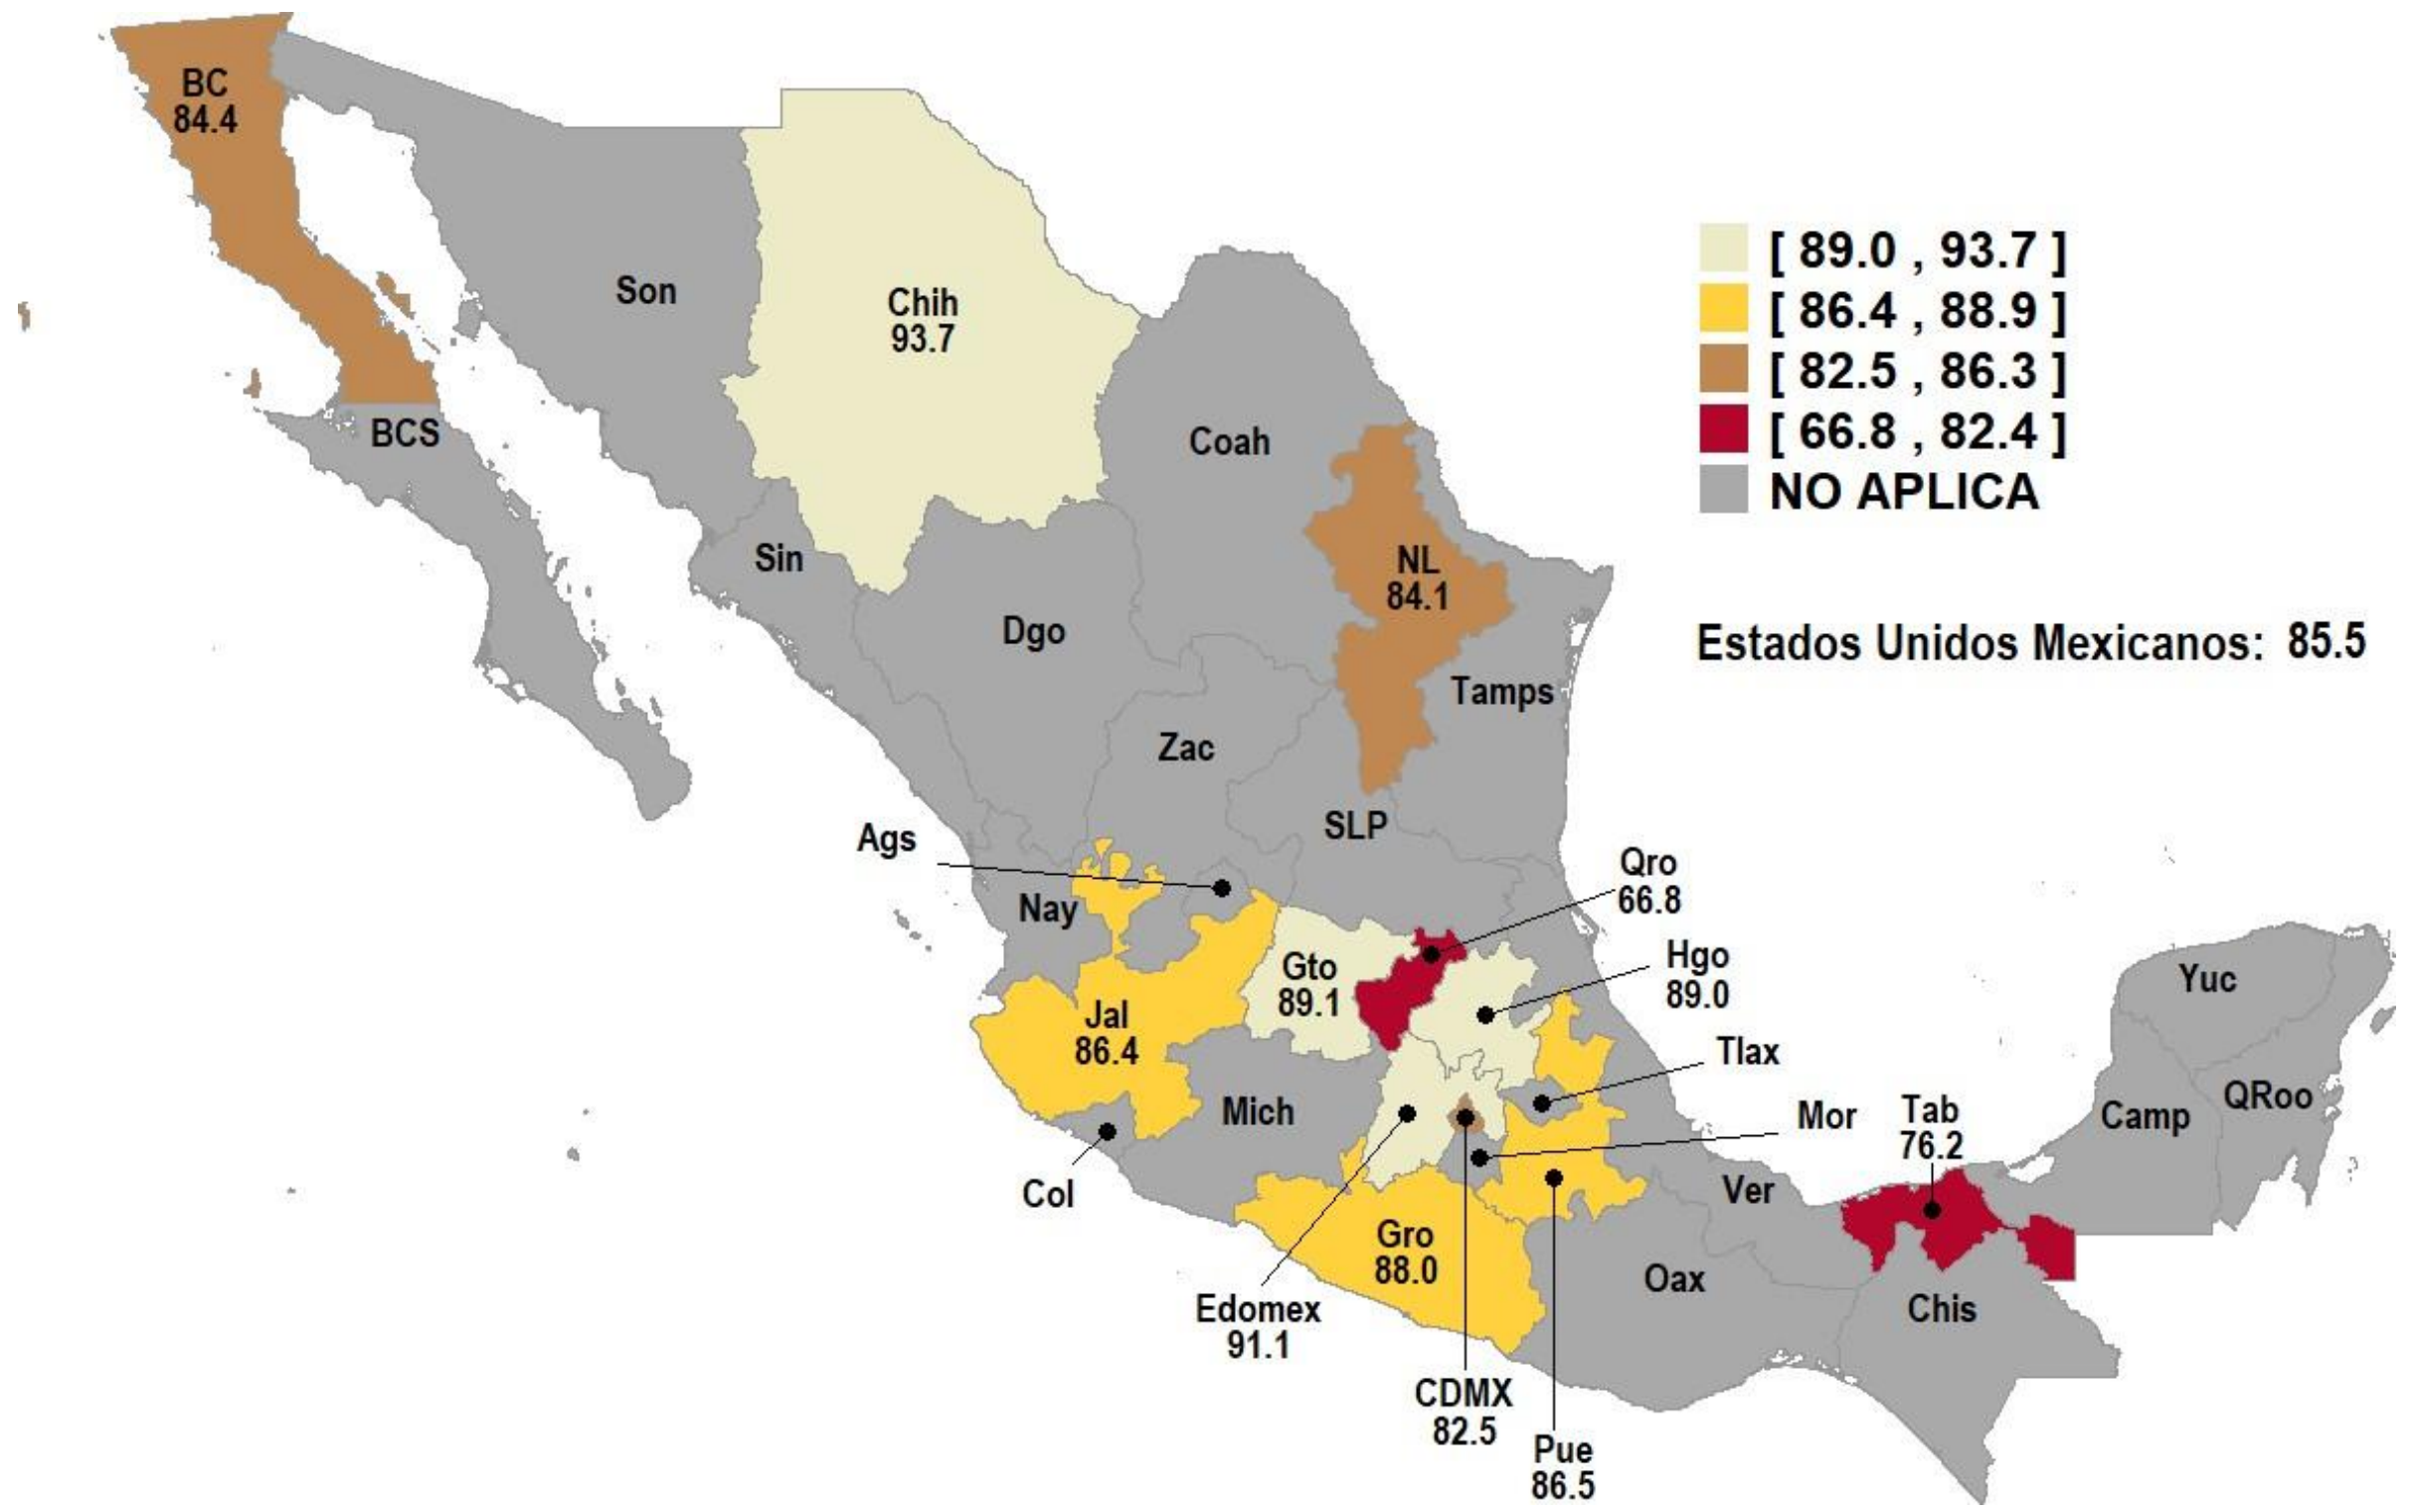 BC
84.4
Son
Chih
93.7
[ 89.0 , 93.7 ]
[ 86.4 , 88.9 ]
[ 82.5 , 86.3 ]
[ 66.8 , 82.4 ]
NO APLICA
BCS
Coah
Sin
NL
84.1
Dgo
Estados Unidos Mexicanos: 85.5
Tamps
Zac
SLP
Ags
Qro
66.8
Nay
Hgo
89.0
Gto
89.1
Yuc
Jal
86.4
Tlax
Mich
Mor
Tab
76.2
QRoo
Camp
Col
Ver
Gro
88.0
Oax
Chis
Edomex
91.1
CDMX
82.5
Pue
86.5